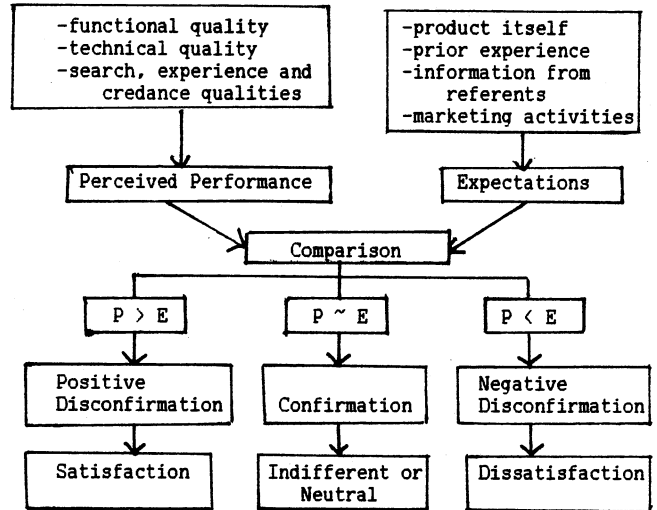 -functional quality
-technical quality
-search, experience and
credance qualities
-product itself
-prior experience
-information from
referents
-marketing activities
Perceived Performance
Expectations
Comparison
P > E
P ~ E
P < E
Positive
Disconfirmation
Confirmation
Negative
Disconfirmation
Satisfaction
Indifferent or
Neutral
Dissatisfaction